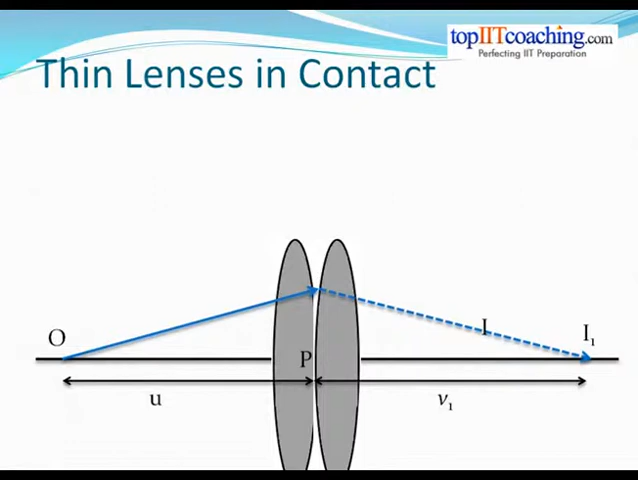 topIITcoaching.com
Perfecting IIT Preparation
Thin Lenses in Contact
O
P
I
I₁
u
v₁